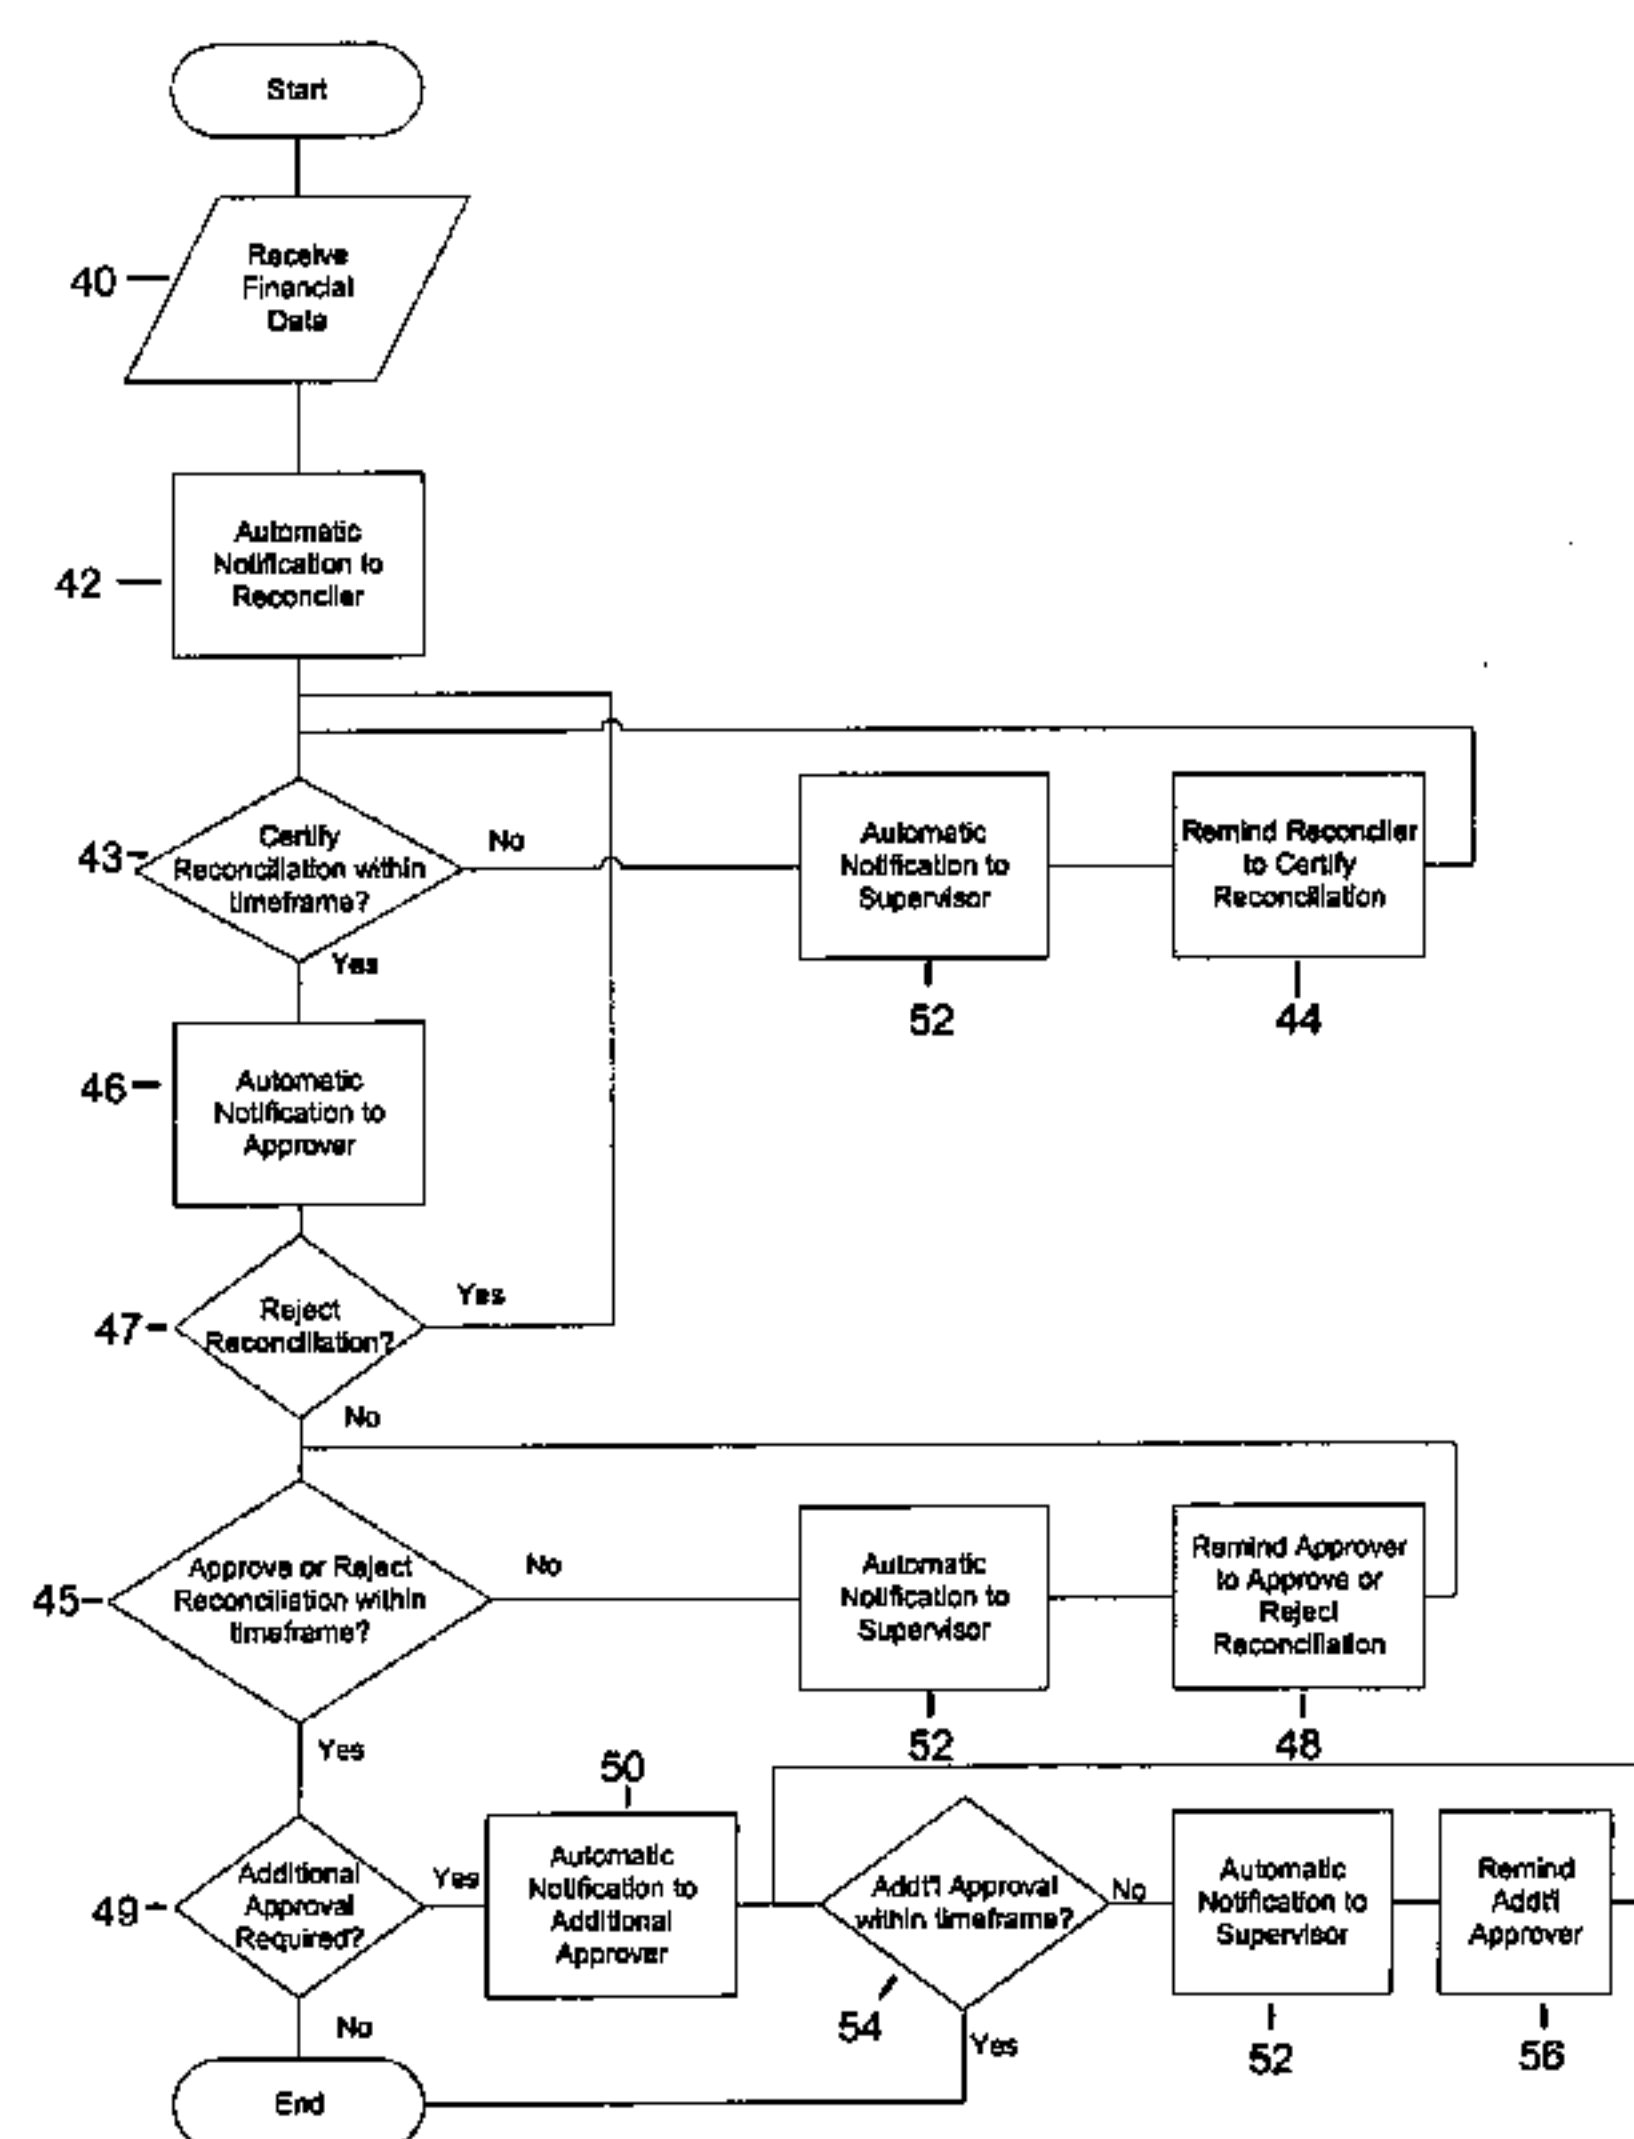 Start
40
Receive
Financial
Data
42
Automatic
Notification to
Reconciler
43
Certify
Reconciliation within
timeframe?
No
Automatic
Notification to
Supervisor
52
Remind Reconciler
to Certify
Reconciliation
44
Yes
46
Automatic
Notification to
Approver
47
Reject
Reconciliation?
Yes
No
45
Approve or Reject
Reconciliation within
timeframe?
No
Automatic
Notification to
Supervisor
52
Remind Approver
to Approve or
Reject
Reconciliation
48
Yes
49
Additional
Approval
Required?
Yes
50
Automatic
Notification to
Additional
Approver
Addt'l Approval
within timeframe?
54
No
Automatic
Notification to
Supervisor
52
Remind
Addt'l
Approver
56
Yes
No
End